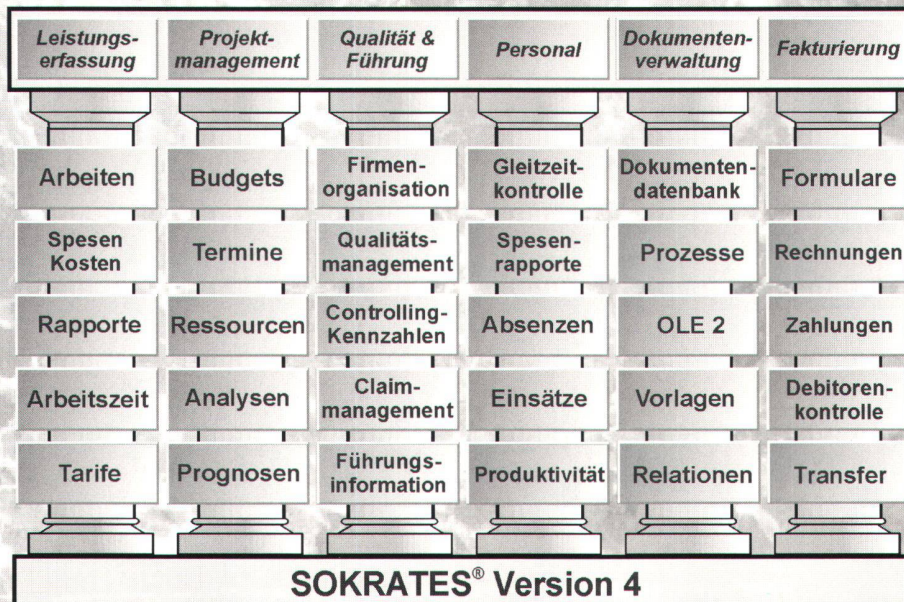 Leistungs-
erfassung
Projekt-
management
Qualität &
Führung
Personal
Dokumenten-
verwaltung
Fakturierung
Arbeiten
Budgets
Firmen-
organisation
Gleitzeit-
kontrolle
Dokumenten-
datenbank
Formulare
Spesen
Kosten
Termine
Qualitäts-
management
Spesen-
rapporte
Prozesse
Rechnungen
Rapporte
Ressourcen
Controlling-
Kennzahlen
Absenzen
OLE 2
Zahlungen
Arbeitszeit
Analysen
Claim-
management
Einsätze
Vorlagen
Debitoren-
kontrolle
Tarife
Prognosen
Führungs-
information
Produktivität
Relationen
Transfer
SOKRATES® Version 4